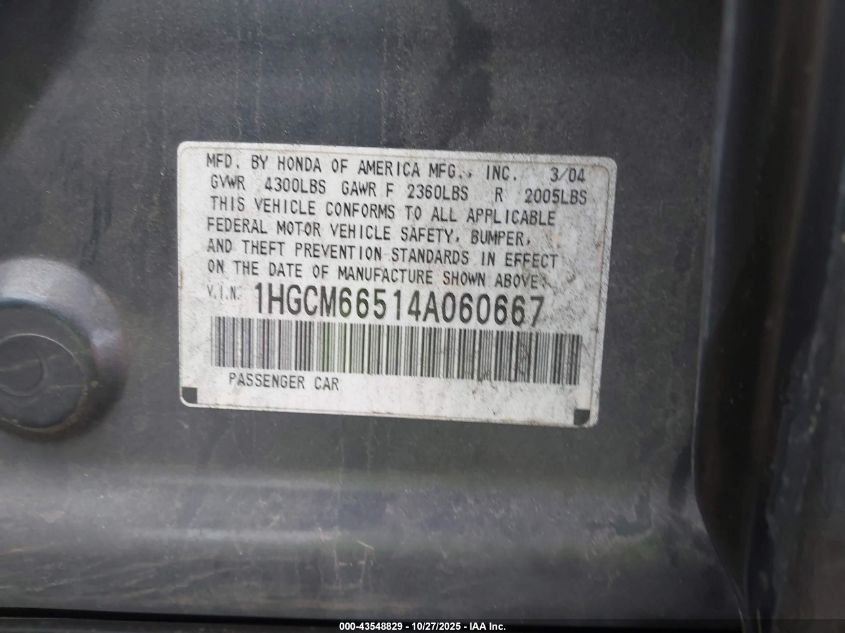 MFD. BY HONDA OF AMERICA MFG., INC. 3/04
GVWR 4300LBS GAWR F 2360LBS R 2005LBS
THIS VEHICLE CONFORMS TO ALL APPLICABLE
FEDERAL MOTOR VEHICLE SAFETY, BUMPER,
AND THEFT PREVENTION STANDARDS IN EFFECT
ON THE DATE OF MANUFACTURE SHOWN ABOVE.
V.I.N: 1HGCM66514A060667
PASSENGER CAR
000-43548829 - 10/27/2025 - IAA Inc.